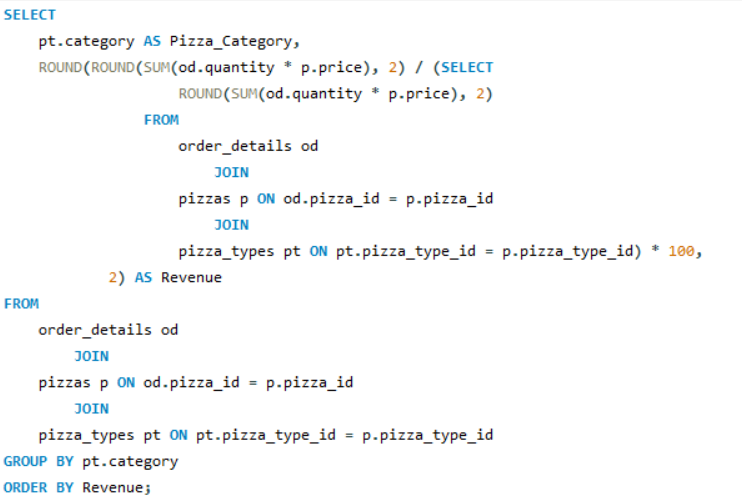 SELECT
pt.category AS Pizza_Category,
ROUND(ROUND(SUM(od.quantity * p.price), 2) / (SELECT
ROUND(SUM(od.quantity * p.price), 2)
FROM
order_details od
JOIN
pizzas p ON od.pizza_id = p.pizza_id
JOIN
pizza_types pt ON pt.pizza_type_id = p.pizza_type_id) * 100,
2) AS Revenue
FROM
order_details od
JOIN
pizzas p ON od.pizza_id = p.pizza_id
JOIN
pizza_types pt ON pt.pizza_type_id = p.pizza_type_id
GROUP BY pt.category
ORDER BY Revenue;